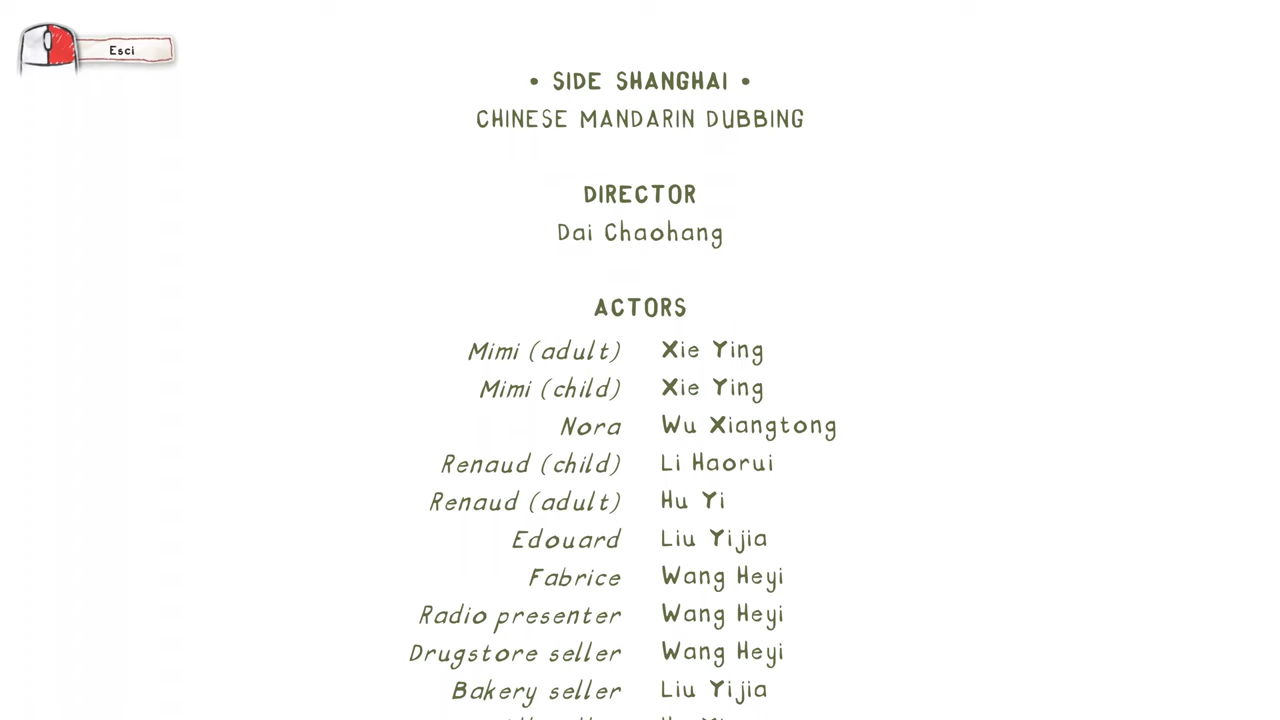 Esci
• SIDE SHANGHAI •
CHINESE MANDARIN DUBBING
DIRECTOR
Dai Chaohang
ACTORS
Mimi (adult) Xie Ying
Mimi (child) Xie Ying
Nora Wu Xiangtong
Renaud (child) Li Haorui
Renaud (adult) Hu Yi
Edouard Liu Yijia
Fabrice Wang Heyi
Radio presenter Wang Heyi
Drugstore seller Wang Heyi
Bakery seller Liu Yijia